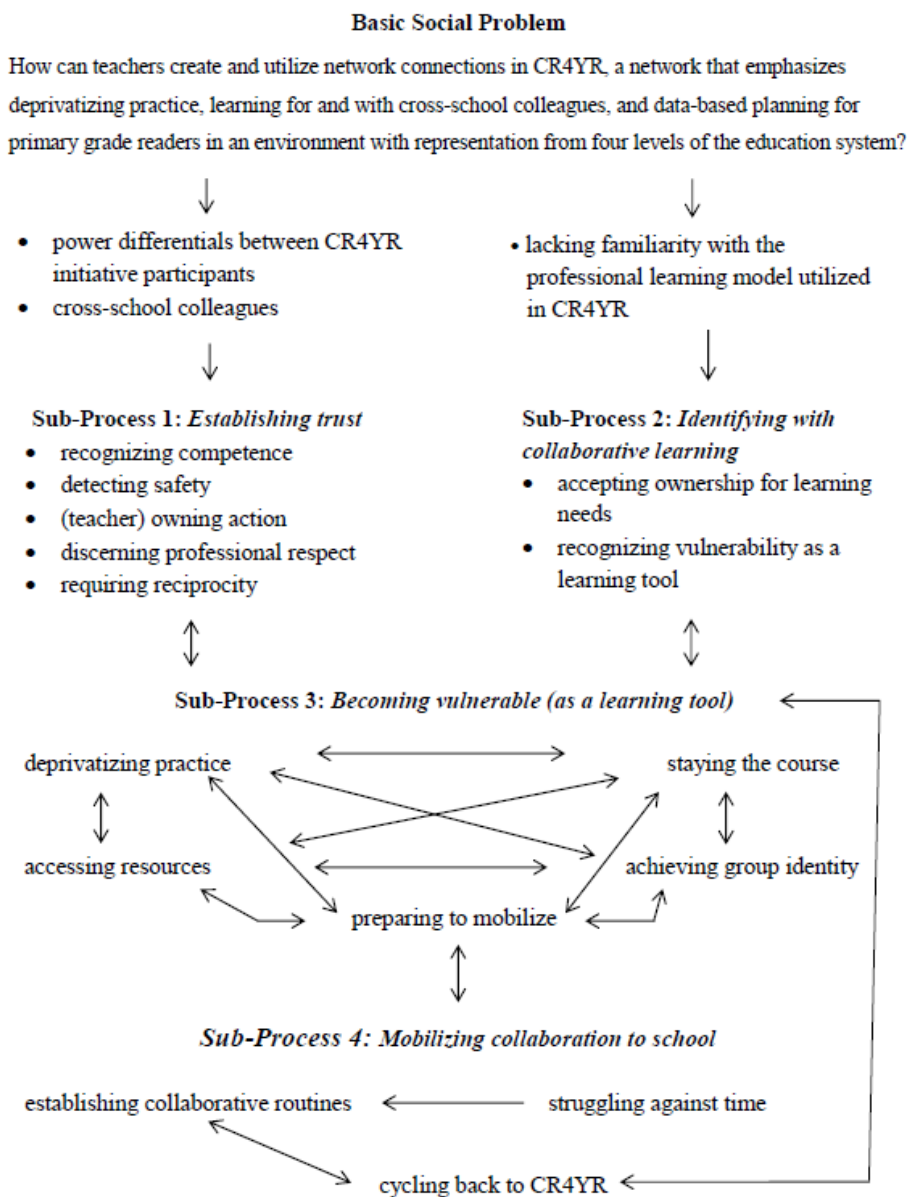 Basic Social Problem
How can teachers create and utilize network connections in CR4YR, a network that emphasizes
deprivatizing practice, learning for and with cross-school colleagues, and data-based planning for
primary grade readers in an environment with representation from four levels of the education system?
• power differentials between CR4YR
initiative participants
• cross-school colleagues
• lacking familiarity with the
professional learning model utilized
in CR4YR
Sub-Process 1: Establishing trust
• recognizing competence
• detecting safety
• (teacher) owning action
• discerning professional respect
• requiring reciprocity
Sub-Process 2: Identifying with
collaborative learning
• accepting ownership for learning
needs
• recognizing vulnerability as a
learning tool
Sub-Process 3: Becoming vulnerable (as a learning tool)
deprivatizing practice
staying the course
accessing resources
achieving group identity
preparing to mobilize
Sub-Process 4: Mobilizing collaboration to school
establishing collaborative routines
struggling against time
cycling back to CR4YR